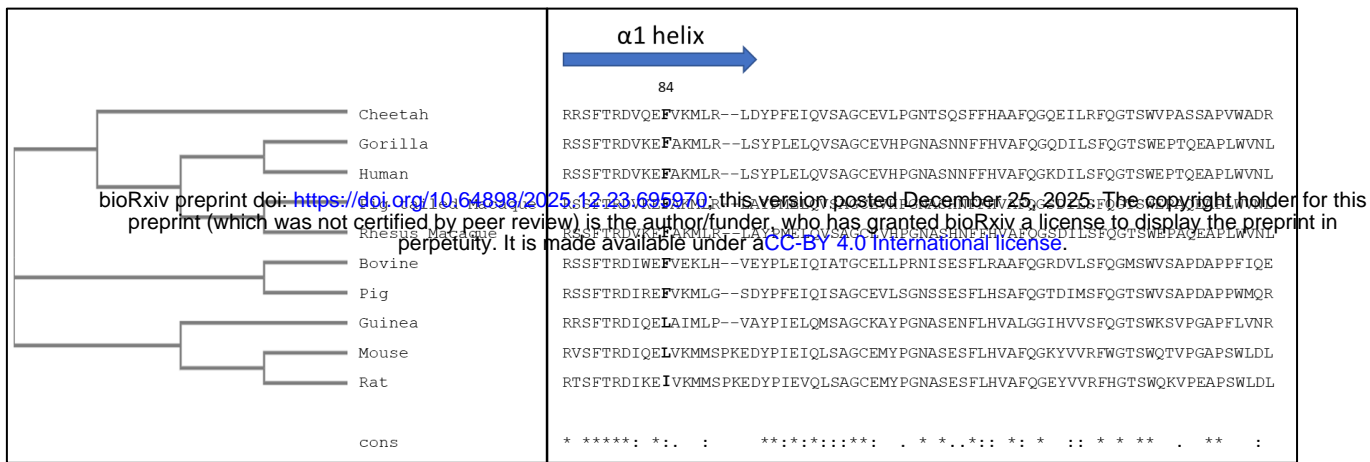 α1 helix
84
Cheetah RRSFTRDVQEFVKMLR--LDYPFEIQVSAGCEVLPGNTSQSFFHAAFQGQEILRFQGTSWVPASSAPVWADR
Gorilla RSSFTRDVKEFAKMLR--LSYPLELQVSAGCEVHPGNASNNFFHVAFQGQDILSFQGTSWEPTQEAPLWVNL
Human RSSFTRDVKEFAKMLR--LSYPLELQVSAGCEVHPGNASNNFFHVAFQGKDILSFQGTSWEPTQEAPLWVNL
bioRxiv preprint doi: https://doi.org/10.64898/2025.12.23.695970; this version posted December 25, 2025. The copyright holder for this
preprint (which was not certified by peer review) is the author/funder, who has granted bioRxiv a license to display the preprint in
Rhesus Macaque
perpetuity. It is made available under aCC-BY 4.0 International license.
Bovine RSSFTRDIWEFVEKLH--VEYPLEIQIATGCELLPRNISESFLRAAFQGRDVLSFQGMSWVSAPDAPPFIQE
Pig RSSFTRDIREFVKMLG--SDYPFEIQISAGCEVLSGNSSESFLHSAFQGTDIMSFQGTSWVSAPDAPPWMQR
Guinea RRSFTRDIQELAIMLP--VAYPIELQMSAGCKAYPGNASENFLHVALGGIHVVSFQGTSWKSVPGAPFLVNR
Mouse RVSFTRDIQELVKMMSPKEDYPIEIQLSAGCEMYPGNASESFLHVAFQGKYVVRFWGTSWQTVPGAPSWLDL
Rat RTSFTRDIKEIVKMMSPKEDYPIEVQLSAGCEMYPGNASESFLHVAFQGEYVVRFHGTSWQKVPEAPSWLDL
cons * *****: *:. : **:*:*:::**: . * *..*:: *: * :: * * ** . ** :